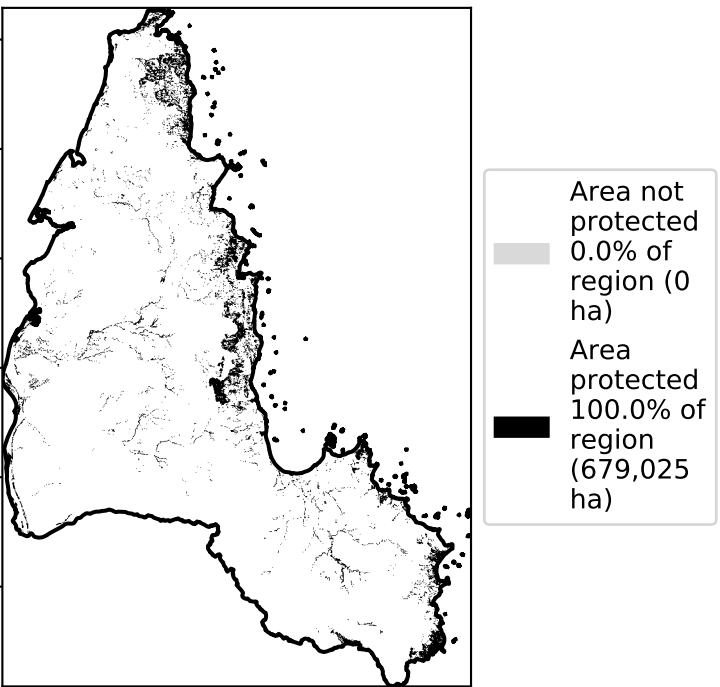 Area not
protected
0.0% of
region (0
ha)
Area
protected
100.0% of
region
(679,025
ha)